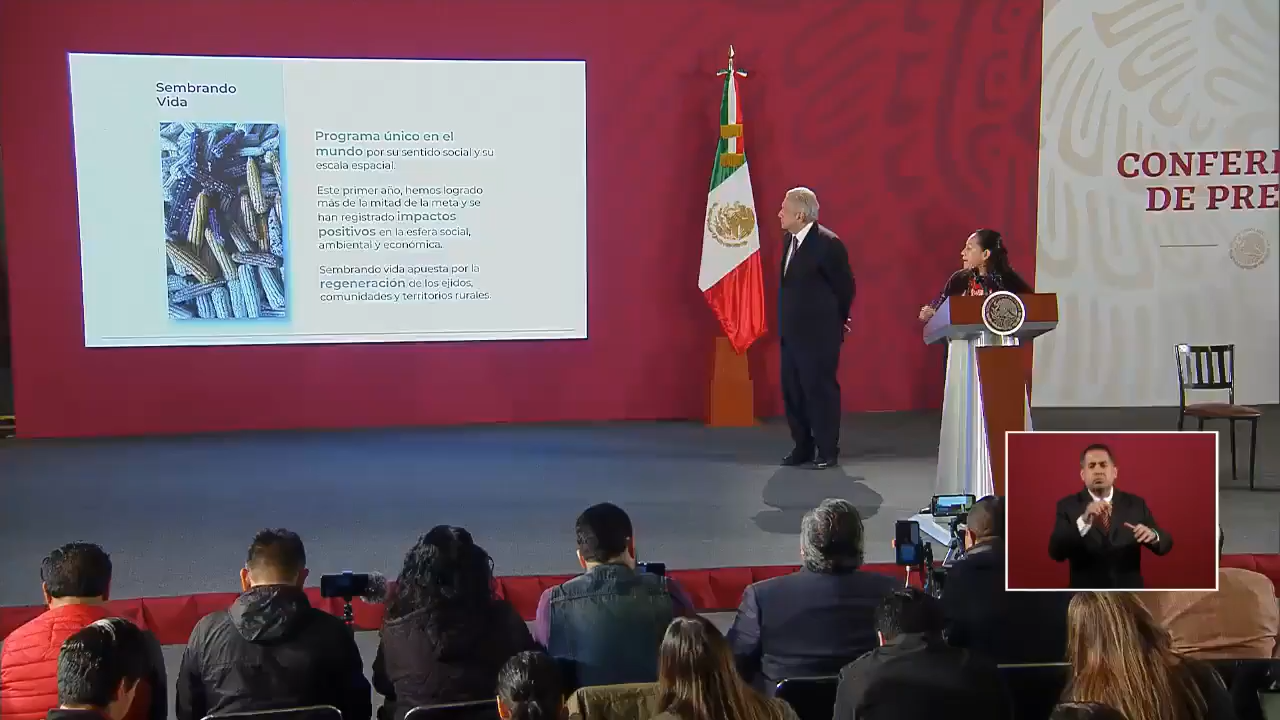 Sembrando
Vida
Programa único en el
mundo por su sentido social y su
escala espacial.
Este primer año, hemos logrado
más de la mitad de la meta y se
han registrado impactos
positivos en la esfera social,
ambiental y económica.
Sembrando vida apuesta por la
regeneración de los ejidos,
comunidades y territorios rurales.
CONFER
DE PRE